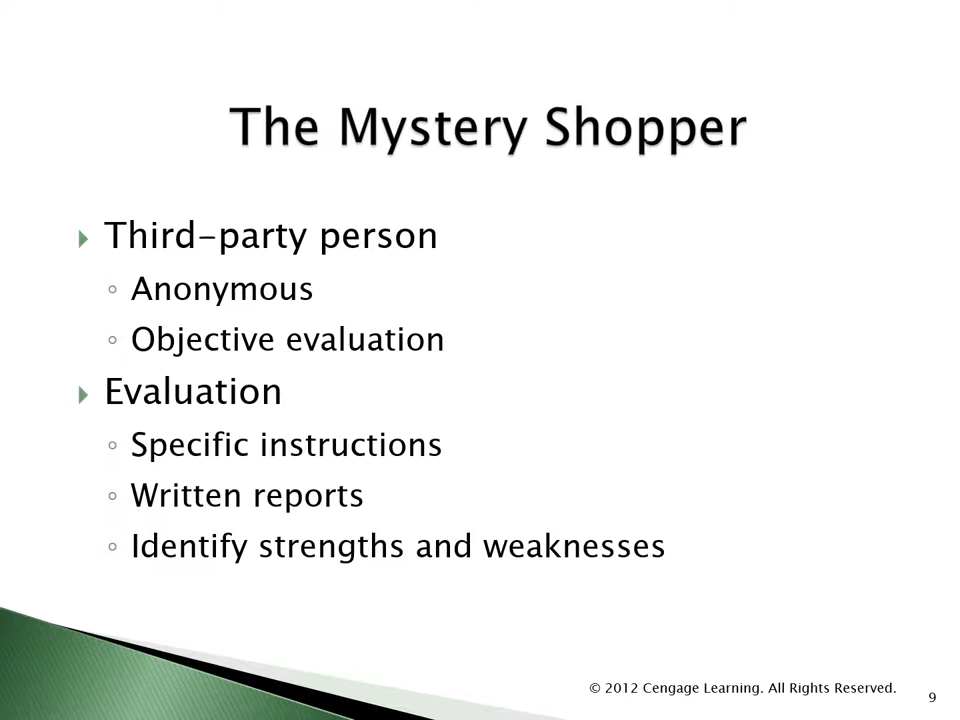 The Mystery Shopper
Third-party person
Anonymous
Objective evaluation
Evaluation
Specific instructions
Written reports
Identify strengths and weaknesses
© 2012 Cengage Learning. All Rights Reserved.
9